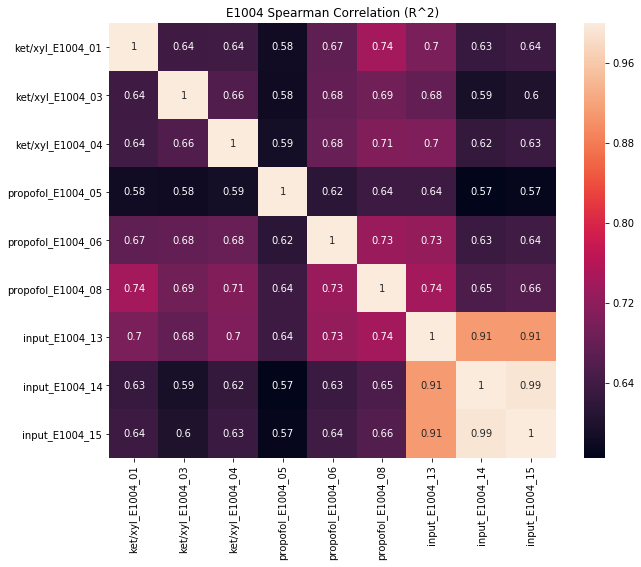 E1004 Spearman Correlation (R^2)
ket/xyl_E1004_01 1 0.64 0.64 0.58 0.67 0.74 0.7 0.63 0.64
ket/xyl_E1004_03 0.64 1 0.66 0.58 0.68 0.69 0.68 0.59 0.6
ket/xyl_E1004_04 0.64 0.66 1 0.59 0.68 0.71 0.7 0.62 0.63
propofol_E1004_05 0.58 0.58 0.59 1 0.62 0.64 0.64 0.57 0.57
propofol_E1004_06 0.67 0.68 0.68 0.62 1 0.73 0.73 0.63 0.64
propofol_E1004_08 0.74 0.69 0.71 0.64 0.73 1 0.74 0.65 0.66
input_E1004_13 0.7 0.68 0.7 0.64 0.73 0.74 1 0.91 0.91
input_E1004_14 0.63 0.59 0.62 0.57 0.63 0.65 0.91 1 0.99
input_E1004_15 0.64 0.6 0.63 0.57 0.64 0.66 0.91 0.99 1
ket/xyl_E1004_01
ket/xyl_E1004_03
ket/xyl_E1004_04
propofol_E1004_05
propofol_E1004_06
propofol_E1004_08
input_E1004_13
input_E1004_14
input_E1004_15
0.96
0.88
0.80
0.72
0.64